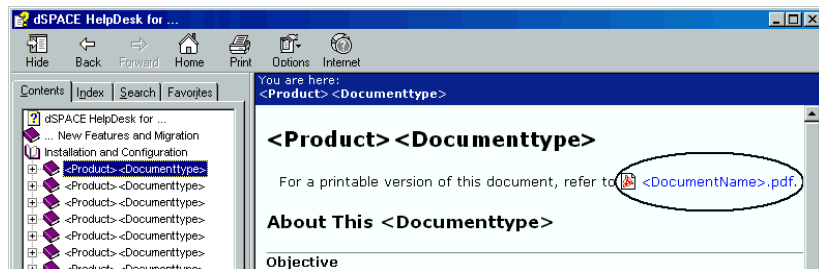 dSPACE HelpDesk for ...
Hide Back Forward Home Print Options Internet
Contents Index Search Favorites
You are here:
<Product> <Documenttype>
dSPACE HelpDesk for ...
... New Features and Migration
Installation and Configuration
<Product> <Documenttype>
<Product> <Documenttype>
<Product> <Documenttype>
<Product> <Documenttype>
<Product> <Documenttype>
<Product> <Documenttype>
<Product> <Documenttype>
<Product> <Documenttype>
For a printable version of this document, refer to <DocumentName>.pdf.
About This <Documenttype>
Objective